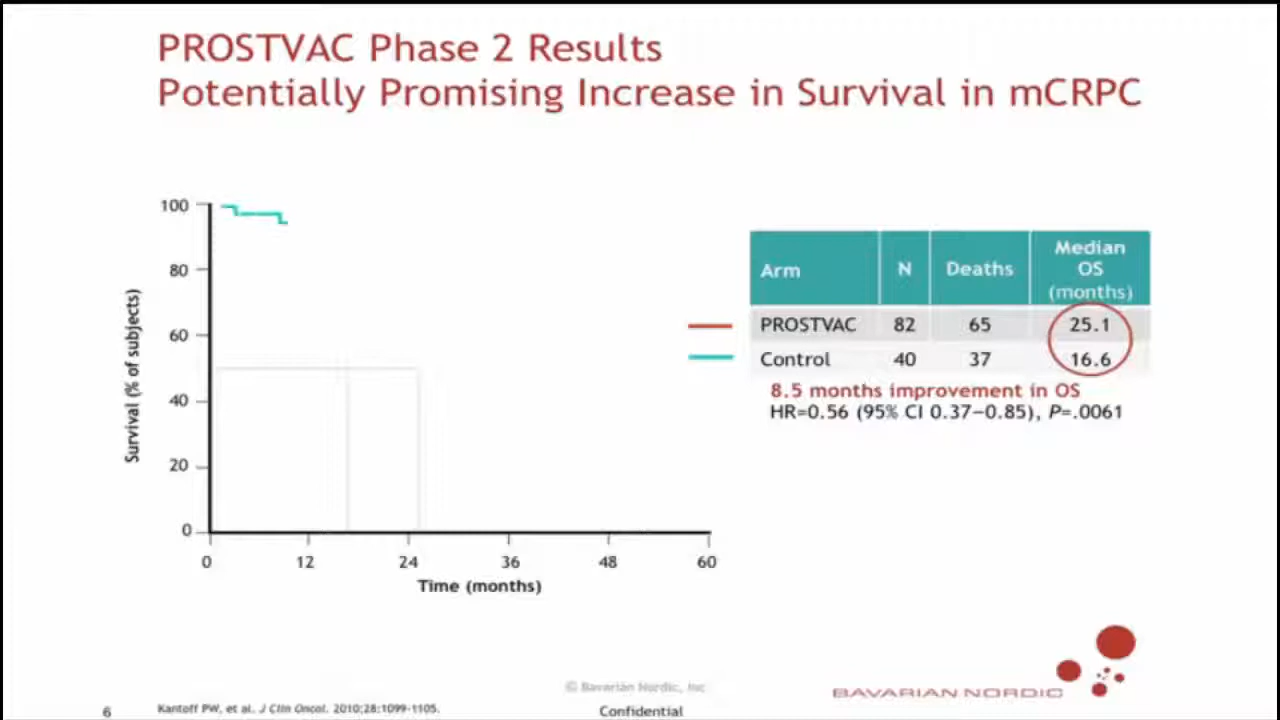 PROSTVAC Phase 2 Results
Potentially Promising Increase in Survival in mCRPC
Survival (% of subjects)
100
80
60
40
20
0
0 12 24 36 48 60
Time (months)
Arm N Deaths Median OS (months)
PROSTVAC 82 65 25.1
Control 40 37 16.6
8.5 months improvement in OS
HR=0.56 (95% CI 0.37–0.85), P=.0061
© Bavarian Nordic, Inc
BAVARIAN NORDIC
6 Kantoff PW, et al. J Clin Oncol. 2010;28:1099-1105. Confidential